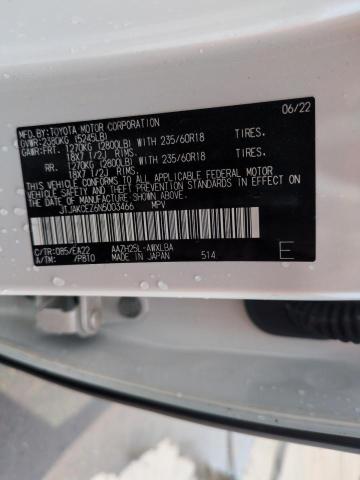 MFD.BY:TOYOTA MOTOR CORPORATION 06/22
GVWR:2380KG (5245LB)
GAWR:FRT. 1270KG (2800LB) WITH 235/60R18 TIRES.
18X7 1/2J RIMS.
RR. 1270KG (2800LB) WITH 235/60R18 TIRES.
18X7 1/2J RIMS.
THIS VEHICLE CONFORMS TO ALL APPLICABLE FEDERAL MOTOR
VEHICLE SAFETY, BUMPER, AND THEFT PREVENTION STANDARDS IN EFFECT ON
THE DATE OF MANUFACTURE SHOWN ABOVE.
JTJAKCEZ6N5003466 MPV
C/TR:085/EA22 AAZH25L-AWXLBA
A/TM: /P810 MADE IN JAPAN 514
E